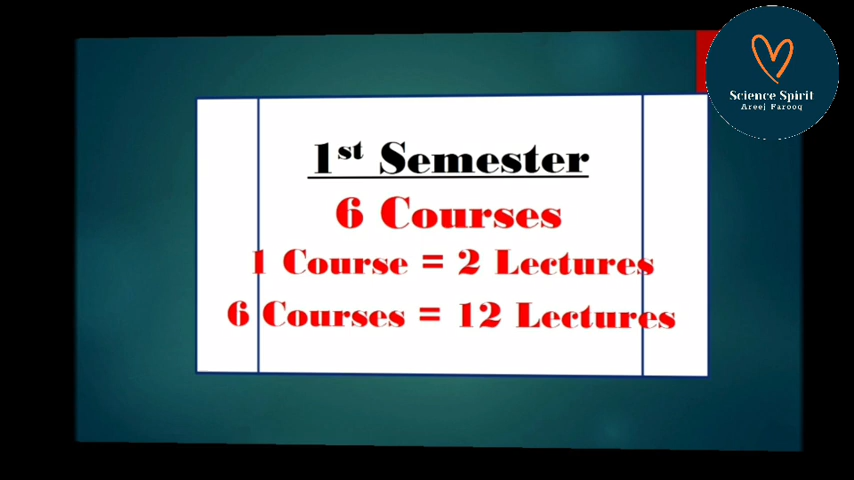 1st Semester
6 Courses
1 Course = 2 Lectures
6 Courses = 12 Lectures
Science Spirit
Areej Farooq